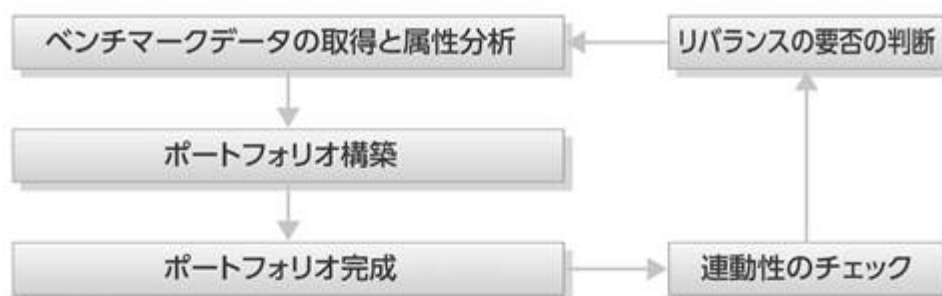 ベンチマークデータの取得と属性分析
リバランスの要否の判断
ポートフォリオ構築
ポートフォリオ完成
連動性のチェック